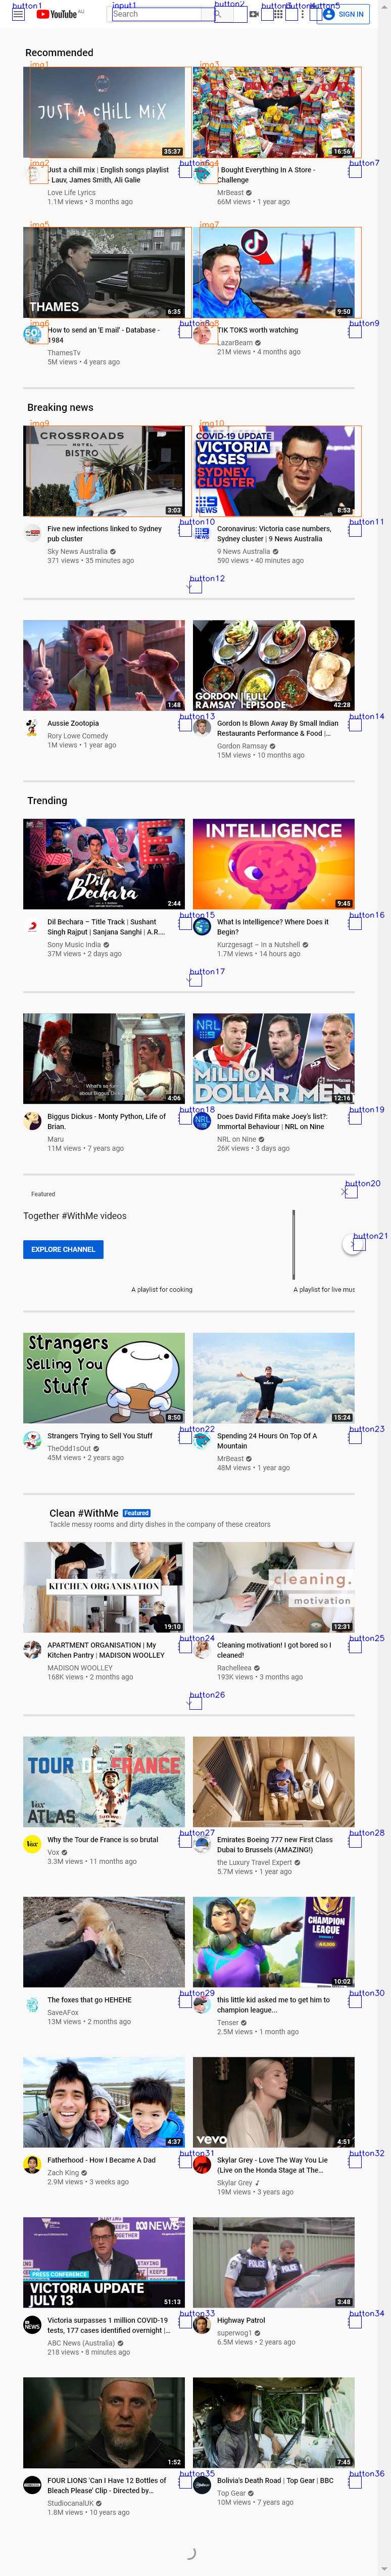 button1
input1
button2
button3
button4
button5
YouTube AU
Search
SIGN IN
Recommended
img1
img3
35:37
16:56
img2
button6
img4
button7
Just a chill mix | English songs playlist
- Lauv, James Smith, Ali Galie
Love Life Lyrics
1.1M views • 3 months ago
I Bought Everything In A Store -
Challenge
MrBeast
66M views • 1 year ago
img5
img7
THAMES
6:35
9:50
img6
button8
img8
button9
How to send an 'E mail' - Database -
1984
ThamesTv
5M views • 4 years ago
TIK TOKS worth watching
LazarBeam
21M views • 4 months ago
Breaking news
img9
img10
CROSSROADS
HOTEL
BISTRO
3:03
COVID-19 UPDATE
VICTORIA
CASES
SYDNEY
CLUSTER
9NEWS
8:53
button10
button11
Five new infections linked to Sydney
pub cluster
Sky News Australia
371 views • 35 minutes ago
Coronavirus: Victoria case numbers,
Sydney cluster | 9 News Australia
9 News Australia
590 views • 40 minutes ago
button12
1:48
GORDON | FULL
RAMSAY | EPISODE
42:28
button13
button14
Aussie Zootopia
Rory Lowe Comedy
1M views • 1 year ago
Gordon Is Blown Away By Small Indian
Restaurants Performance & Food |...
Gordon Ramsay
15M views • 10 months ago
Trending
Dil Bechara
2:44
INTELLIGENCE
9:45
button15
button16
Dil Bechara – Title Track | Sushant
Singh Rajput | Sanjana Sanghi | A.R....
Sony Music India
37M views • 2 days ago
What Is Intelligence? Where Does it
Begin?
Kurzgesagt – In a Nutshell
1.7M views • 14 hours ago
button17
What's so funny
about Biggus Dickus?
4:06
NRL
MILLION
DOLLAR MEN
12:16
button18
button19
Biggus Dickus - Monty Python, Life of
Brian.
Maru
11M views • 7 years ago
Does David Fifita make Joey's list?:
Immortal Behaviour | NRL on Nine
NRL on Nine
26K views • 3 days ago
button20
Featured
Together #WithMe videos
button21
EXPLORE CHANNEL
A playlist for cooking
A playlist for live mus
Strangers
Selling You
Stuff
8:50
15:24
button22
button23
Strangers Trying to Sell You Stuff
TheOdd1sOut
45M views • 2 years ago
Spending 24 Hours On Top Of A
Mountain
MrBeast
48M views • 1 year ago
Clean #WithMe Featured
Tackle messy rooms and dirty dishes in the company of these creators
KITCHEN ORGANISATION
19:10
cleaning.
motivation
12:31
button24
button25
APARTMENT ORGANISATION | My
Kitchen Pantry | MADISON WOOLLEY
MADISON WOOLLEY
168K views • 2 months ago
Cleaning motivation! I got bored so I
cleaned!
Rachelleea
193K views • 3 months ago
button26
TOUR DE FRANCE
Vox
ATLAS
button27
button28
Why the Tour de France is so brutal
Vox
3.3M views • 11 months ago
Emirates Boeing 777 new First Class
Dubai to Brussels (AMAZING!)
the Luxury Travel Expert
5.7M views • 1 year ago
CHAMPION
LEAGUE
10:02
button29
button30
The foxes that go HEHEHE
SaveAFox
13M views • 2 months ago
this little kid asked me to get him to
champion league...
Tenser
2.5M views • 1 month ago
4:37
vevo
4:51
button31
button32
Fatherhood - How I Became A Dad
Zach King
2.9M views • 3 weeks ago
Skylar Grey - Love The Way You Lie
(Live on the Honda Stage at The...
Skylar Grey
19M views • 3 years ago
ABC NEWS
STAYING
PRESS CONFERENCE
VICTORIA UPDATE
JULY 13
51:13
POLICE
POLICE
3:48
button33
button34
Victoria surpasses 1 million COVID-19
tests, 177 cases identified overnight |...
ABC News (Australia)
218 views • 8 minutes ago
Highway Patrol
superwog1
6.5M views • 2 years ago
1:52
7:45
button35
button36
FOUR LIONS 'Can I Have 12 Bottles of
Bleach Please' Clip - Directed by...
StudiocanalUK
1.8M views • 10 years ago
Bolivia's Death Road | Top Gear | BBC
Top Gear
10M views • 7 years ago